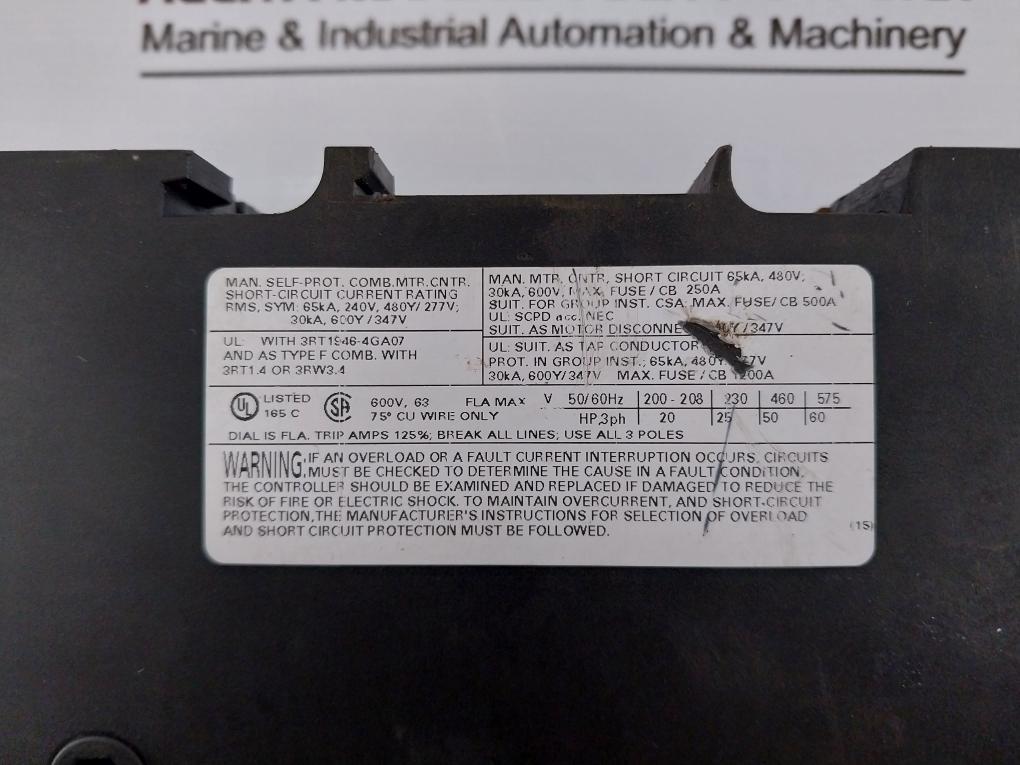 Marine & Industrial Automation & Machinery
MAN. SELF-PROT. COMB.MTR.CNTR.
SHORT-CIRCUIT CURRENT RATING
RMS, SYM: 65kA, 240V, 480Y/277V;
30kA, 600Y/347V
UL: WITH 3RT1946-4GA07
AND AS TYPE F COMB. WITH
3RT1.4 OR 3RW3.4
MAN. MTR. CNTR, SHORT CIRCUIT 65kA, 480V;
30kA, 600V; MAX. FUSE/CB 250A
SUIT. FOR GROUP INST. CSA: MAX. FUSE/CB 500A
UL: SCPD acc. NEC
SUIT. AS MOTOR DISCONNE /347V
UL: SUIT. AS TAP CONDUCTOR
PROT. IN GROUP INST.; 65kA, 480Y 7V
30kA, 600Y/347V MAX. FUSE/CB 1200A
UL LISTED
165 C
SA
600V, 63 FLA MAX
75° CU WIRE ONLY
V 50/60Hz 200 - 208 230 460 575
HP,3ph 20 25 50 60
DIAL IS FLA. TRIP AMPS 125%; BREAK ALL LINES; USE ALL 3 POLES
WARNING: IF AN OVERLOAD OR A FAULT CURRENT INTERRUPTION OCCURS, CIRCUITS
MUST BE CHECKED TO DETERMINE THE CAUSE IN A FAULT CONDITION,
THE CONTROLLER SHOULD BE EXAMINED AND REPLACED IF DAMAGED TO REDUCE THE
RISK OF FIRE OR ELECTRIC SHOCK. TO MAINTAIN OVERCURRENT, AND SHORT-CIRCUIT
PROTECTION,THE MANUFACTURER'S INSTRUCTIONS FOR SELECTION OF OVERLOAD
AND SHORT CIRCUIT PROTECTION MUST BE FOLLOWED.
(15)